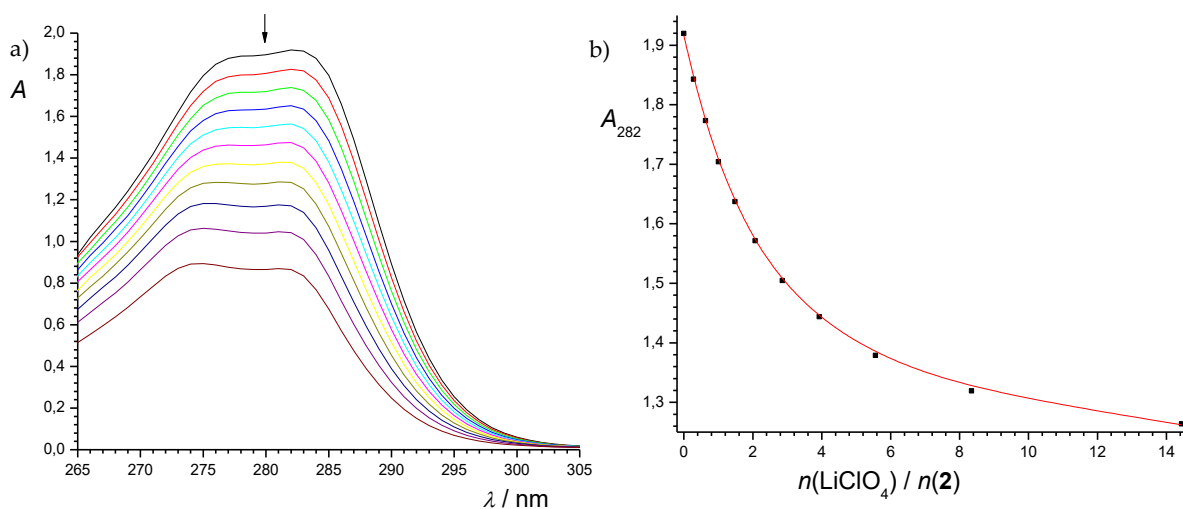 a)
A
2,0
1,8
1,6
1,4
1,2
1,0
0,8
0,6
0,4
0,2
0,0
265 270 275 280 285 290 295 300 305
λ / nm
b)
A282
1,9
1,8
1,7
1,6
1,5
1,4
1,3
0 2 4 6 8 10 12 14
n(LiClO4) / n(2)